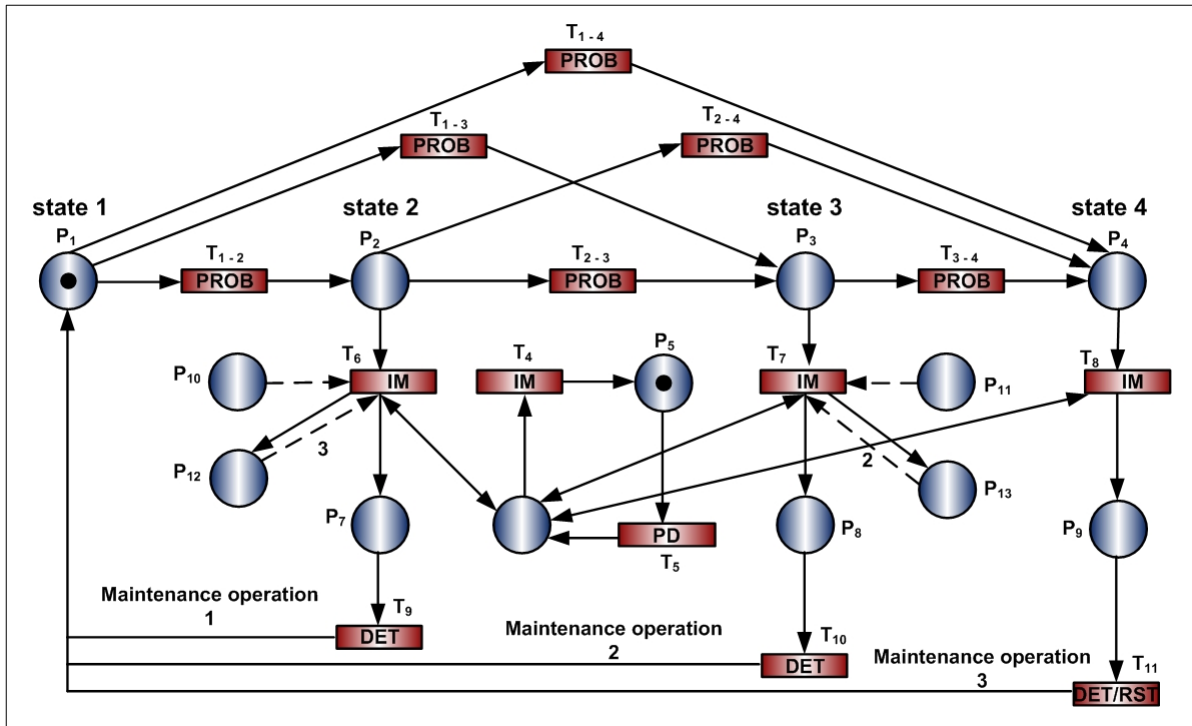 T1 - 4
PROB
T1 - 3
T2 - 4
PROB
PROB
state 1
state 2
state 3
state 4
P1
P2
P3
P4
T1 - 2
T2 - 3
T3 - 4
PROB
PROB
PROB
T6
T4
P5
T7
T8
P10
IM
IM
IM
P11
IM
3
2
P12
P13
P7
P8
P9
PD
T5
Maintenance operation
1
T9
DET
Maintenance operation
2
T10
DET
Maintenance operation
3
T11
DET/RST